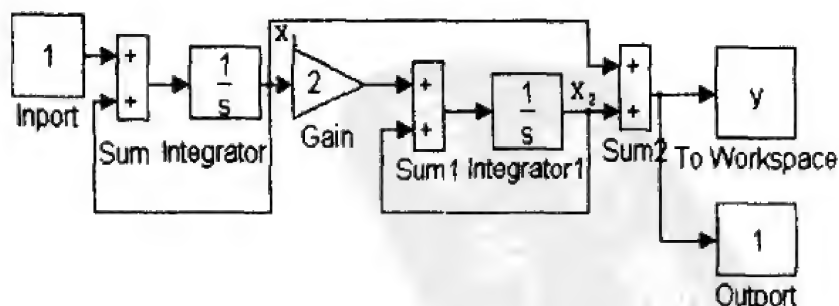 1
Inport
+
+
Sum
1
s
Integrator
X1
2
Gain
+
+
Sum1
1
s
Integrator1
X2
+
+
Sum2
y
To Workspace
1
Outport